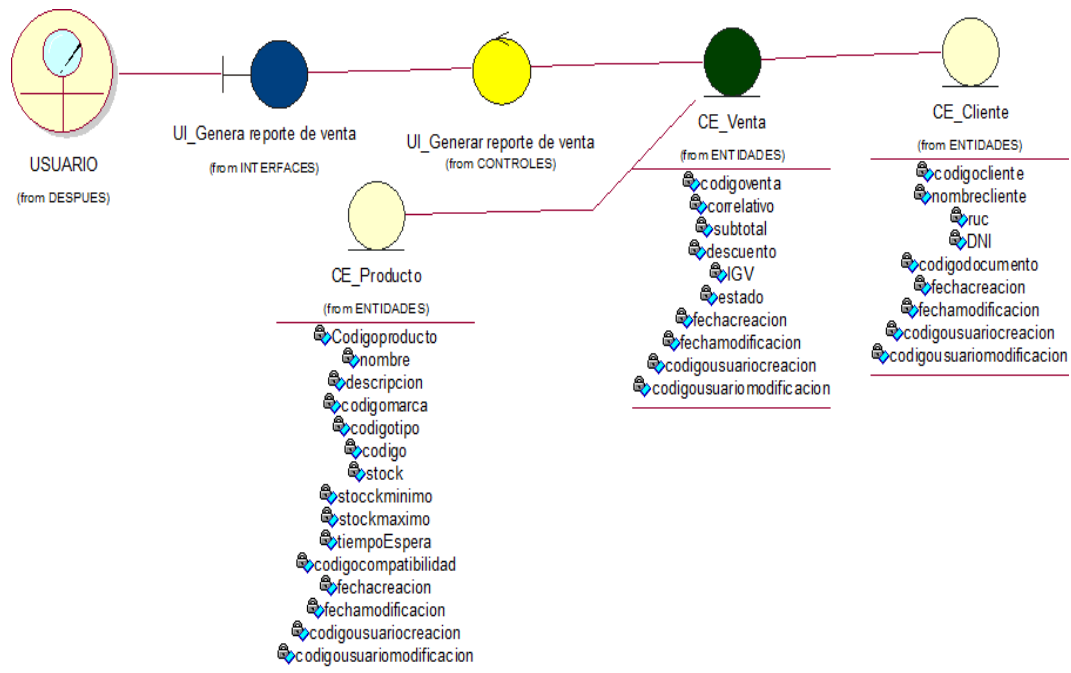 USUARIO
(from DESPUES)
UI_Genera reporte de venta
(from INTERFACES)
UI_Generar reporte de venta
(from CONTROLES)
CE_Venta
(from ENTIDADES)
codigoventa
correlativo
subtotal
descuento
IGV
estado
fechacreacion
fechamodificacion
codigousuariocreacion
codigousuariomodificacion
CE_Cliente
(from ENTIDADES)
codigocliente
nombrecliente
ruc
DNI
codigodocumento
fechacreacion
fechamodificacion
codigousuariocreacion
codigousuariomodificacion
CE_Producto
(from ENTIDADES)
Codigoproducto
nombre
descripcion
codigomarca
codigotipo
codigo
stock
stocckminimo
stockmaximo
tiempoEspera
codigocompatibilidad
fechacreacion
fechamodificacion
codigousuariocreacion
codigousuariomodificacion